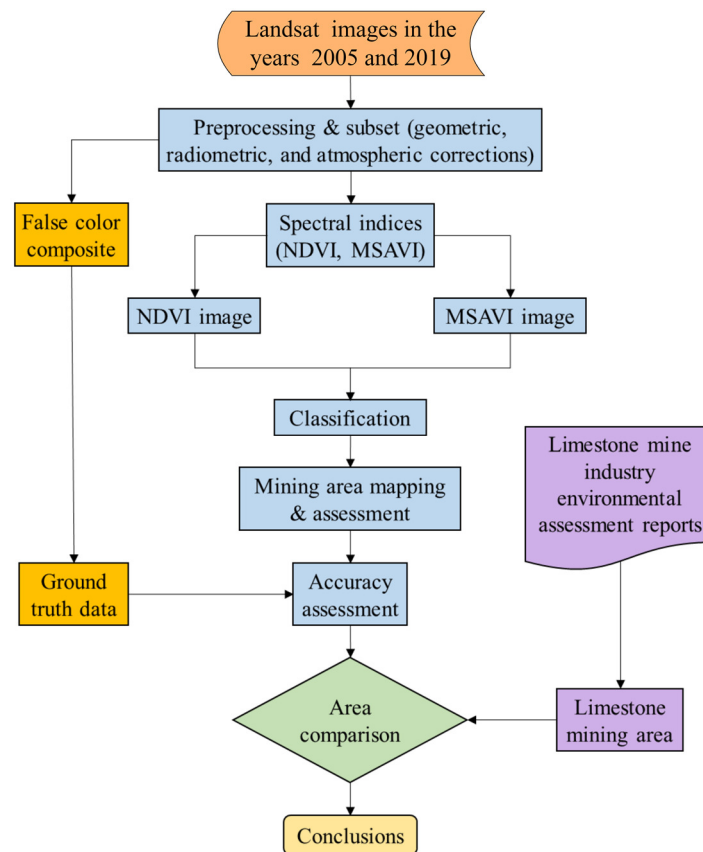 Landsat images in the
years 2005 and 2019
Preprocessing & subset (geometric,
radiometric, and atmospheric corrections)
False color
composite
Spectral indices
(NDVI, MSAVI)
NDVI image
MSAVI image
Classification
Limestone mine
industry
environmental
assessment reports
Mining area mapping
& assessment
Ground
truth data
Accuracy
assessment
Area
comparison
Limestone
mining area
Conclusions